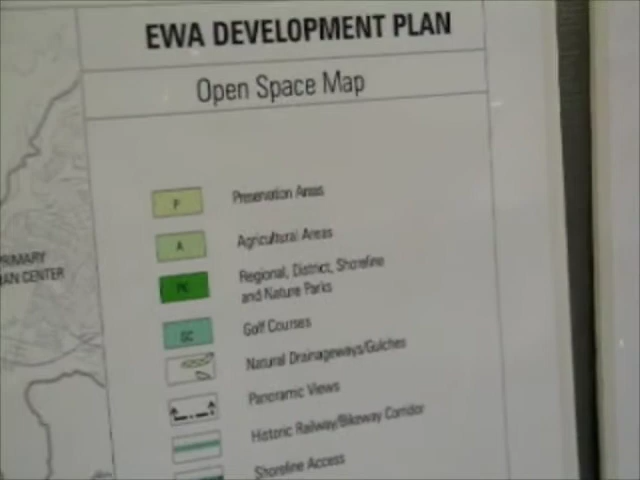 EWA DEVELOPMENT PLAN
Open Space Map
P Preservation Areas
A Agricultural Areas
Regional, District, Shoreline
and Nature Parks
GC Golf Courses
Natural Drainageways/Gulches
Panoramic Views
Historic Railway/Bikeway Corridor
Shoreline Access
PRIMARY
CENTER